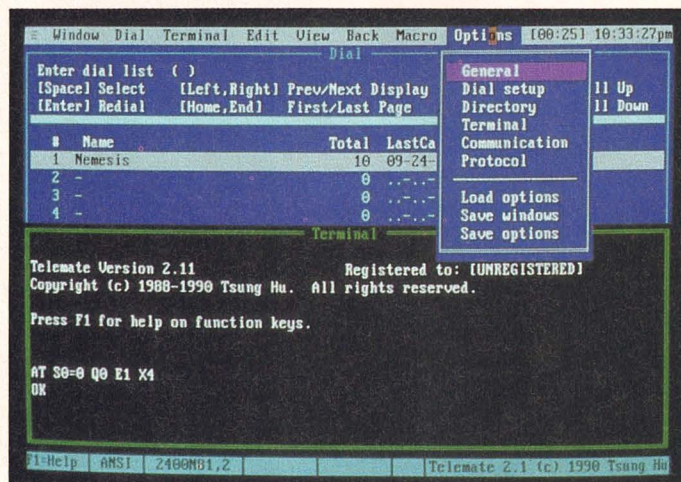 ≡ Window Dial Terminal Edit View Back Macro Options [00:25] 10:33:27pm
Dial
Enter dial list ( )
[Space] Select [Left,Right] Prev/Next Display ll Up
[Enter] Redial [Home,End] First/Last Page ll Down
# Name Total LastCa
1 Nemesis 10 09-24-
2 - 0 ..-..-
3 - 0 ..-..-
4 - 0 ..-..-
General
Dial setup
Directory
Terminal
Communication
Protocol
Load options
Save windows
Save options
Terminal
Telemate Version 2.11 Registered to: [UNREGISTERED]
Copyright (c) 1988-1990 Tsung Hu. All rights reserved.
Press F1 for help on function keys.
AT S0=0 Q0 E1 X4
OK
F1=Help ANSI 2400N81,2 Telemate 2.1 (c) 1990 Tsung Hu